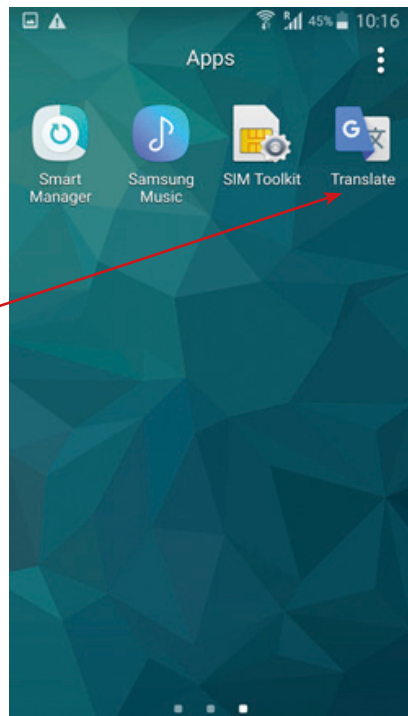 45% 10:16
Apps
Smart
Manager
Samsung
Music
SIM Toolkit
Translate